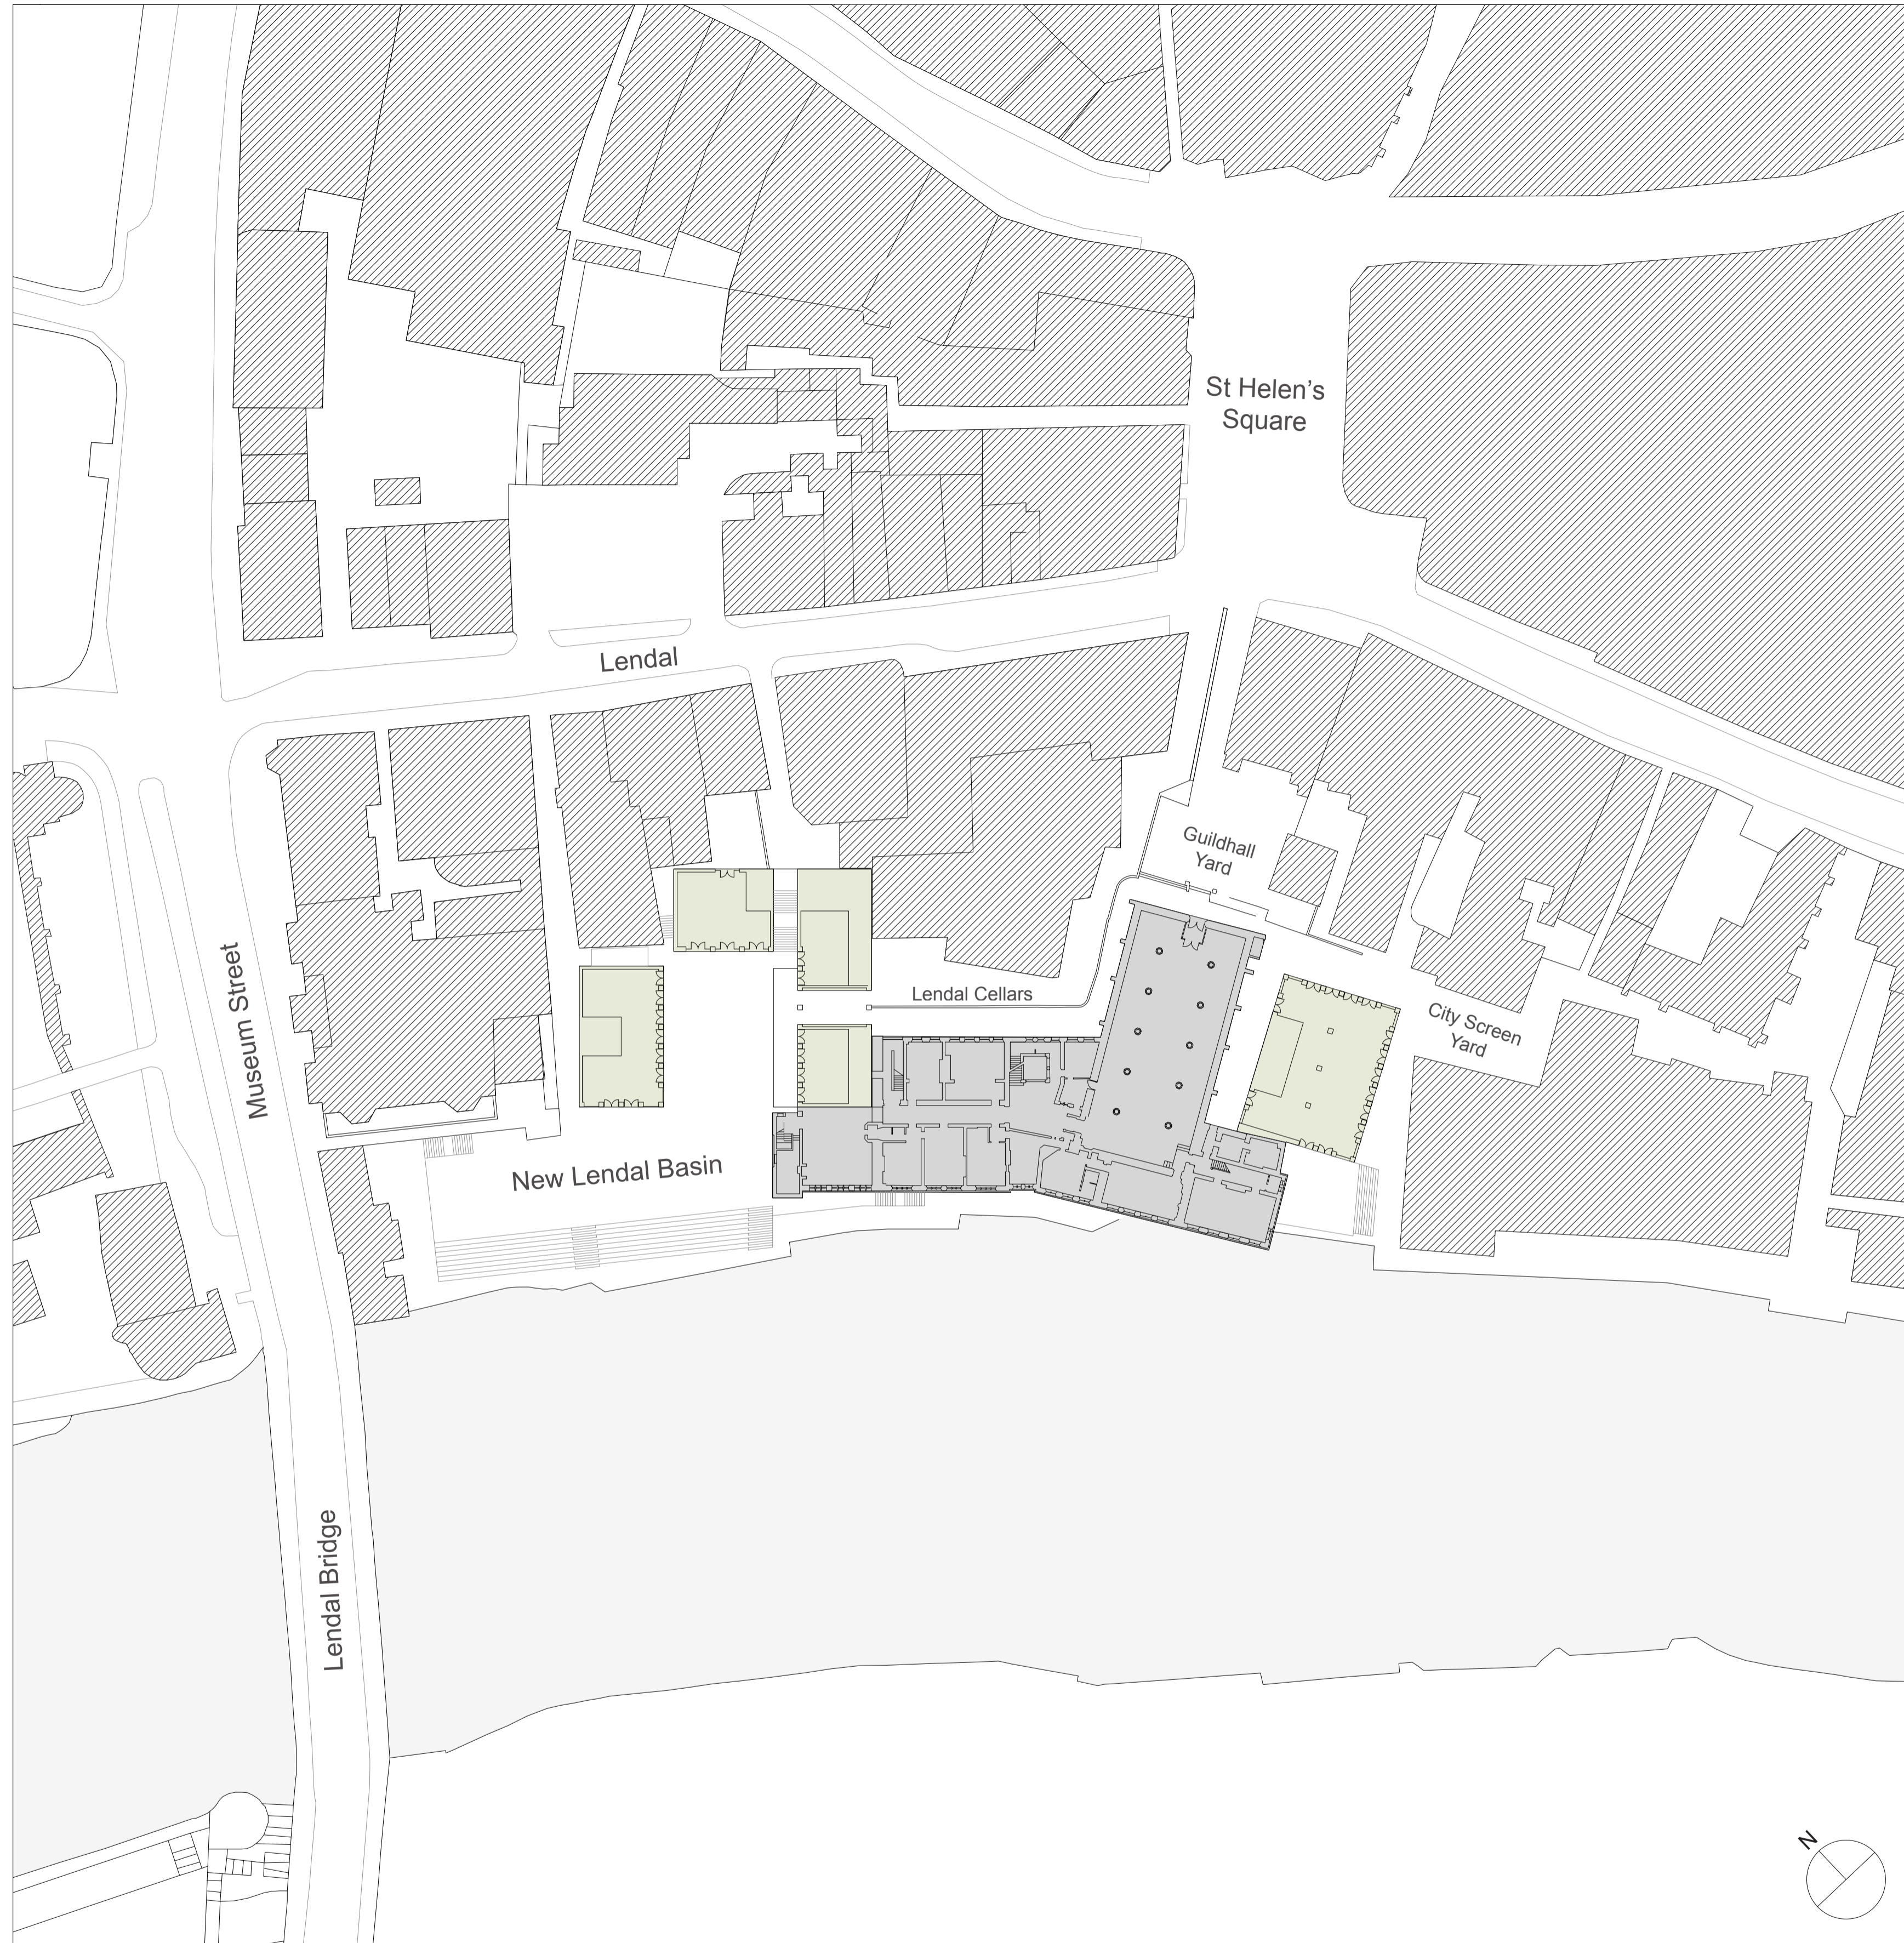 St Helen’s
Square
Lendal
Guildhall
Yard
Museum Street
Lendal Cellars
City Screen
Yard
New Lendal Basin
Lendal Bridge
N